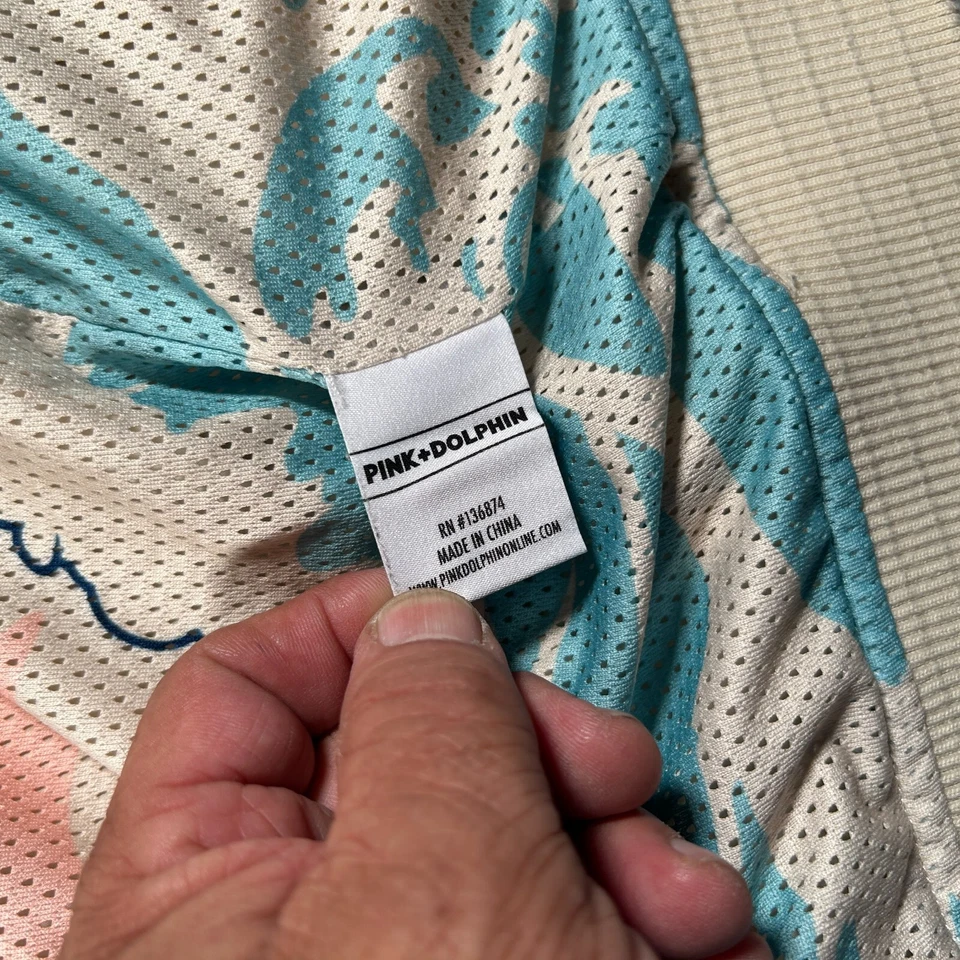 PINK+DOLPHIN
RN #136874
MADE IN CHINA
WWW.PINKDOLPHINONLINE.COM